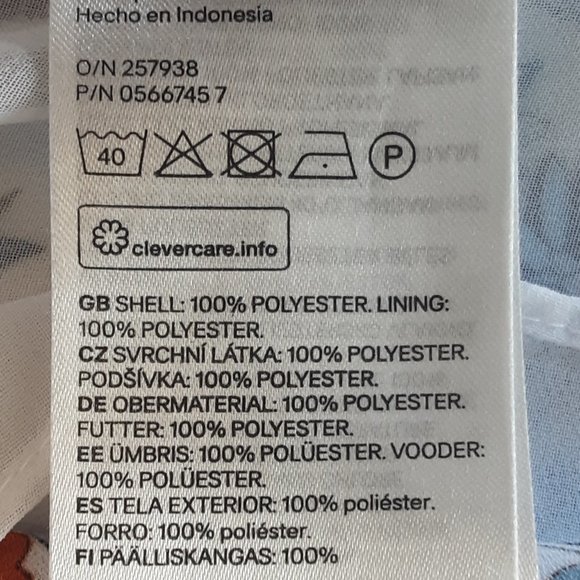 Hecho en Indonesia
O/N 257938
P/N 0566745 7
40
P
clevercare.info
GB SHELL: 100% POLYESTER. LINING:
100% POLYESTER.
CZ SVRCHNÍ LÁTKA: 100% POLYESTER.
PODŠÍVKA: 100% POLYESTER.
DE OBERMATERIAL: 100% POLYESTER.
FUTTER: 100% POLYESTER.
EE ÜMBRIS: 100% POLÜESTER. VOODER:
100% POLÜESTER.
ES TELA EXTERIOR: 100% poliéster.
FORRO: 100% poliéster.
FI PÄÄLLISKANGAS: 100%